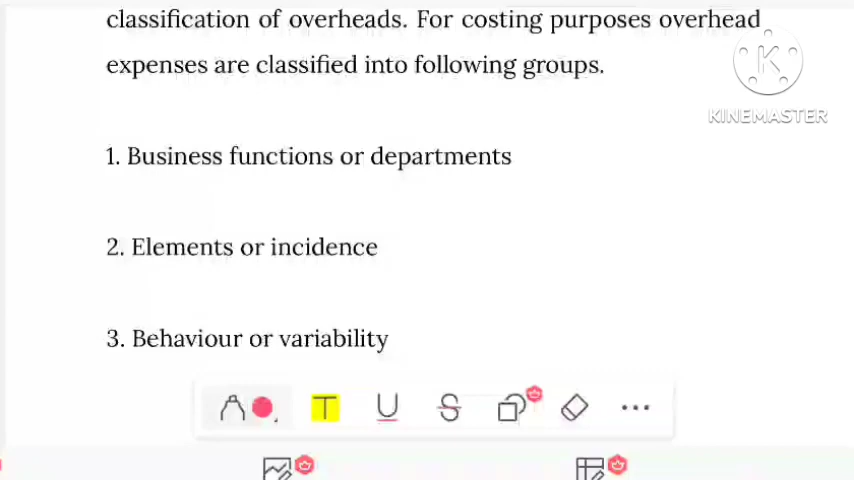 classification of overheads. For costing purposes overhead
expenses are classified into following groups.
KINEMASTER
1. Business functions or departments
2. Elements or incidence
3. Behaviour or variability